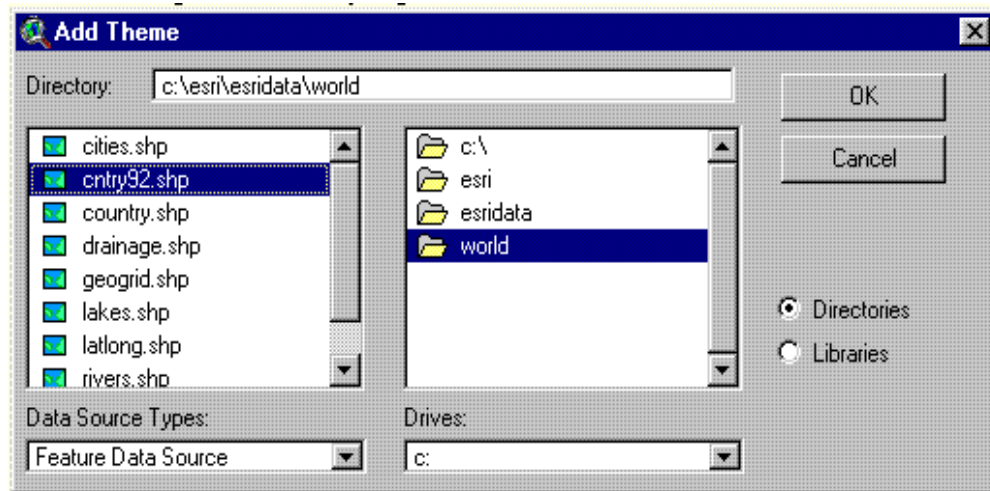 Add Theme
Directory: c:\esri\esridata\world
OK
Cancel
cities.shp
cntry92.shp
country.shp
drainage.shp
geogrid.shp
lakes.shp
latlong.shp
rivers.shp
c:\
esri
esridata
world
Directories
Libraries
Data Source Types:
Feature Data Source
Drives:
c: